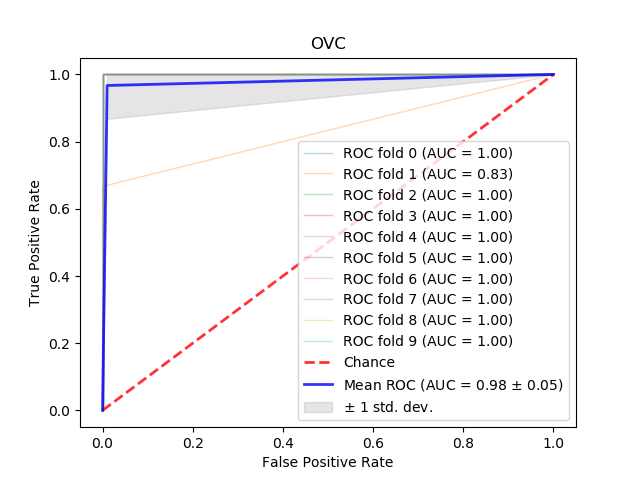 OVC
1.0
0.8
0.6
0.4
0.2
0.0
True Positive Rate
ROC fold 0 (AUC = 1.00)
ROC fold 1 (AUC = 0.83)
ROC fold 2 (AUC = 1.00)
ROC fold 3 (AUC = 1.00)
ROC fold 4 (AUC = 1.00)
ROC fold 5 (AUC = 1.00)
ROC fold 6 (AUC = 1.00)
ROC fold 7 (AUC = 1.00)
ROC fold 8 (AUC = 1.00)
ROC fold 9 (AUC = 1.00)
Chance
Mean ROC (AUC = 0.98 ± 0.05)
± 1 std. dev.
0.0 0.2 0.4 0.6 0.8 1.0
False Positive Rate